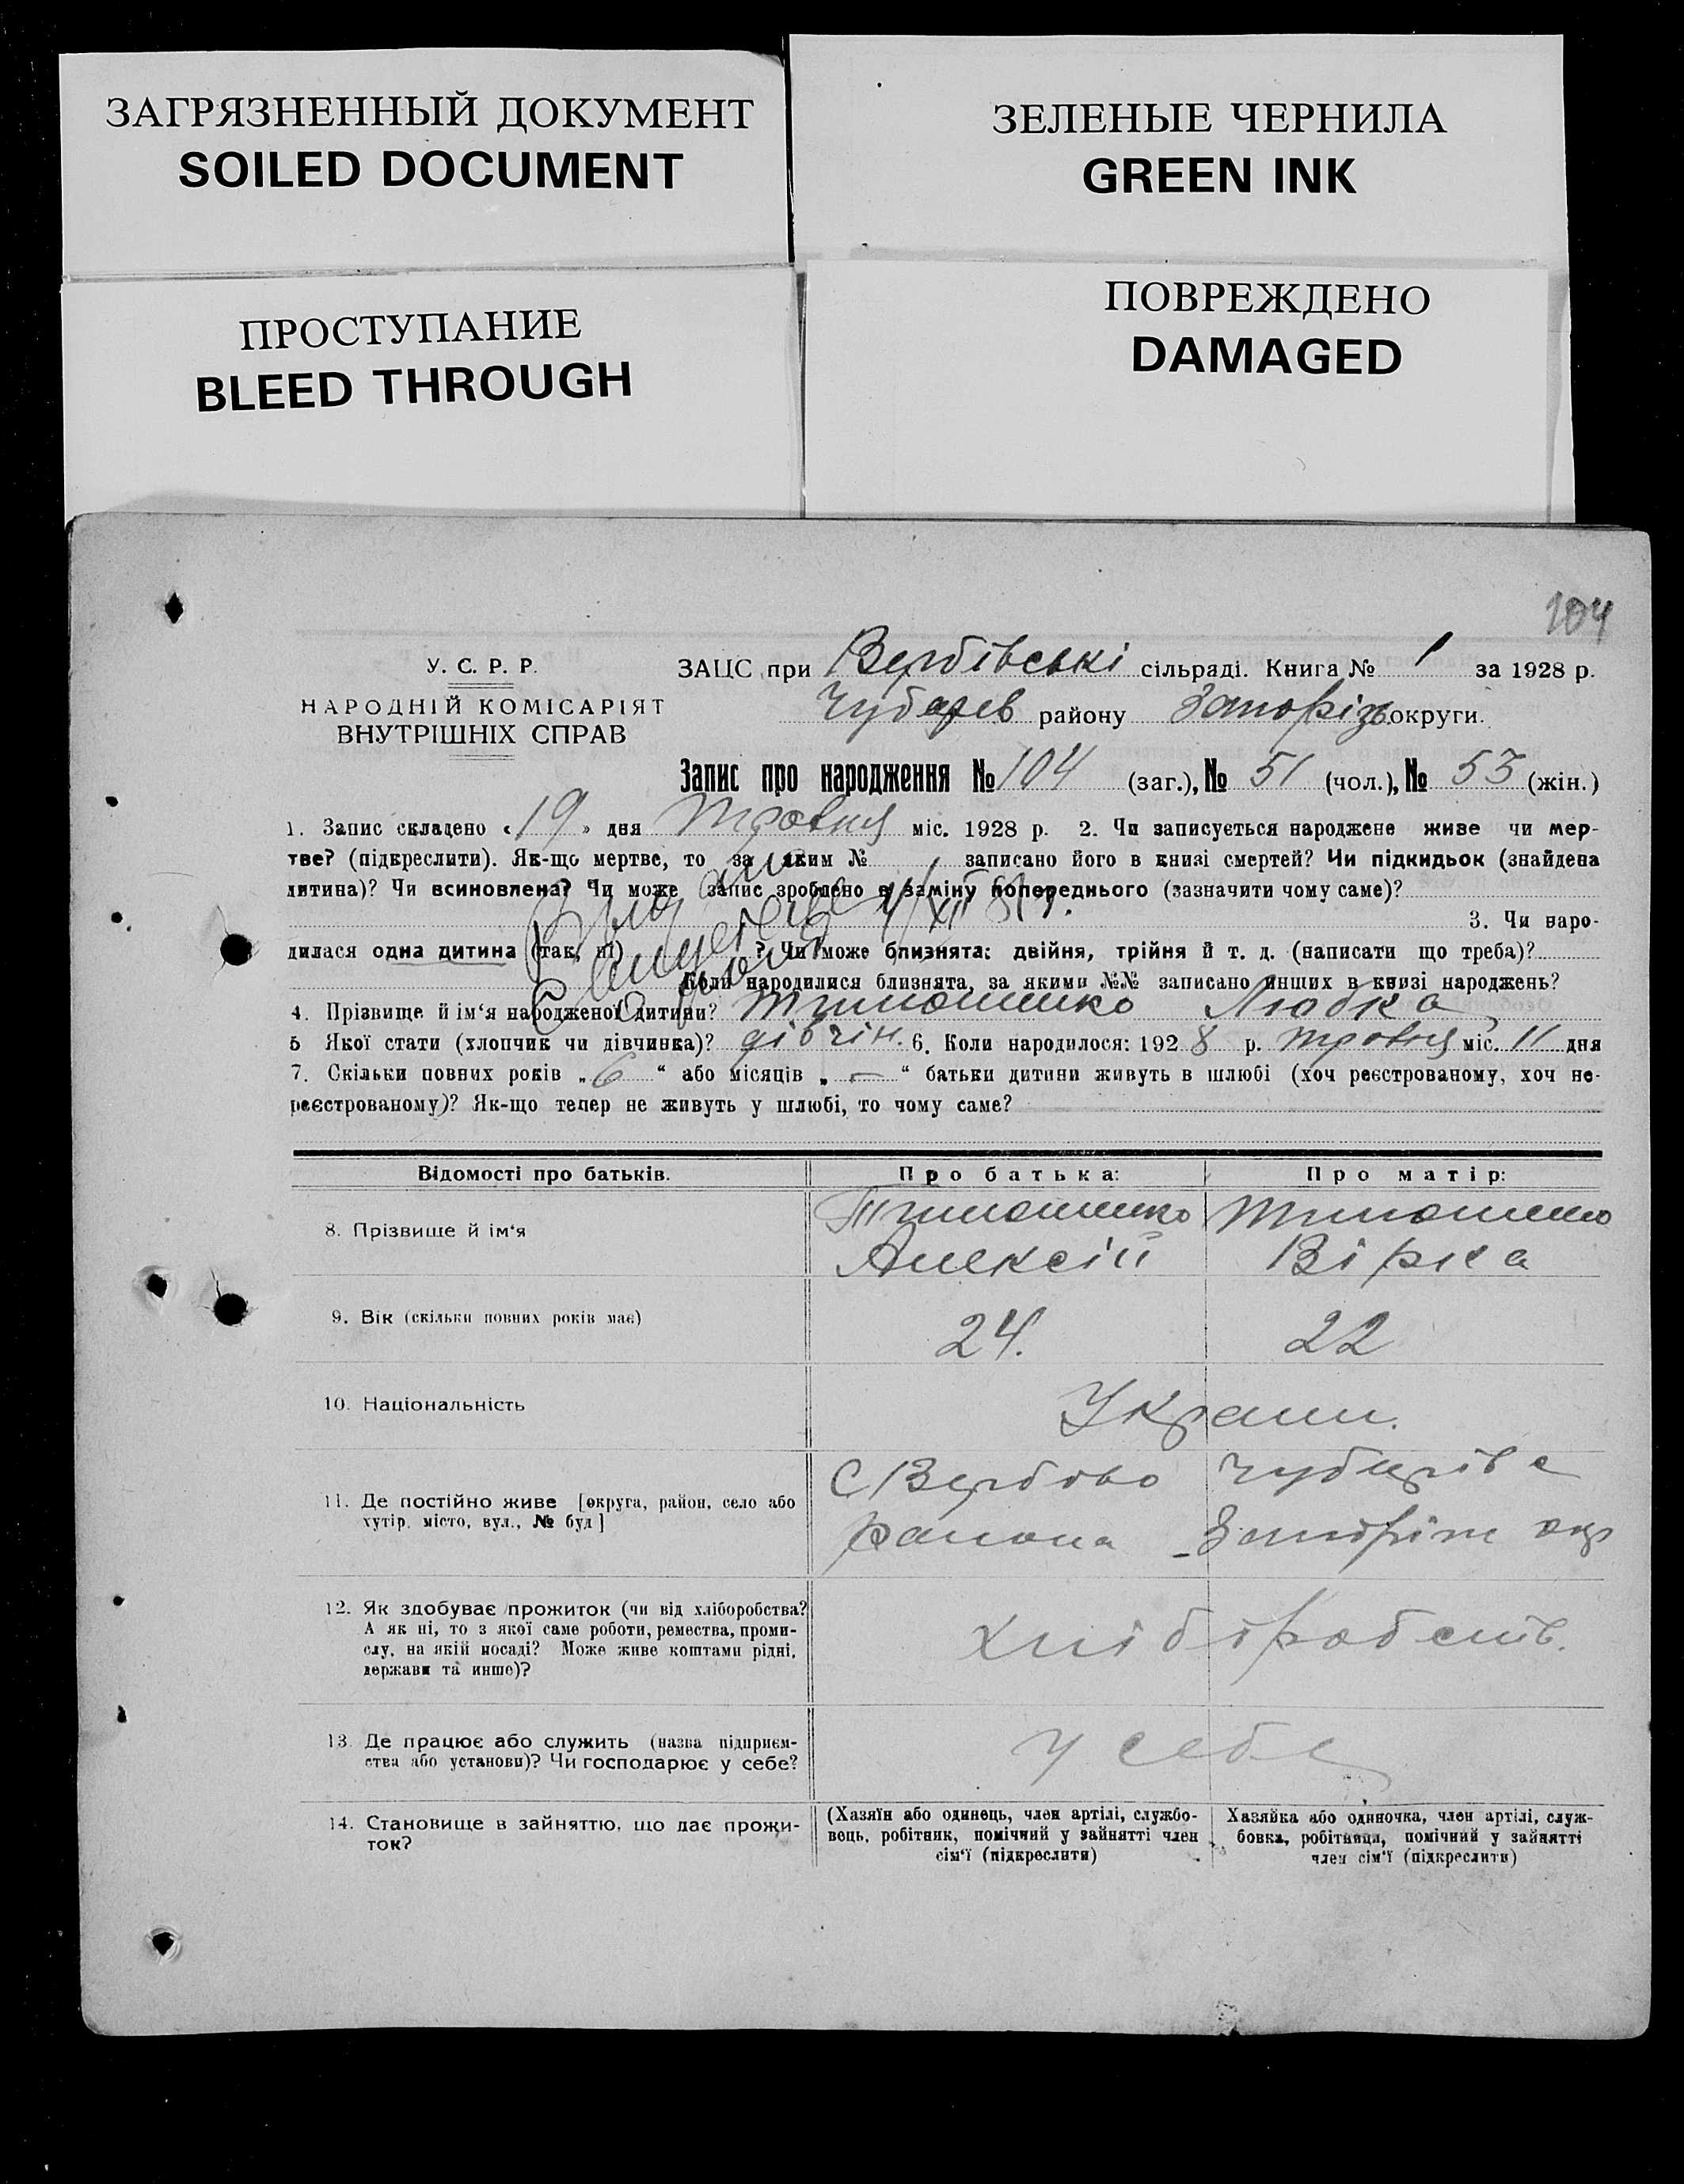 ЗАГРЯЗНЕННЫЙ ДОКУМЕНТ
SOILED DOCUMENT
ЗЕЛЕНЫЕ ЧЕРНИЛА
GREEN INK
ПРОСТУПАНИЕ
BLEED THROUGH
ПОВРЕЖДЕНО
DAMAGED
104
У. С. Р. Р.
НАРОДНІЙ КОМІСАРІЯТ
ВНУТРІШНІХ СПРАВ
ЗАЦС при Вербівські сільраді. Книга № 1 за 1928 р.
Чубарев району Запорізь округи.
Запис про народження № 104 (заг.), № 51 (чол.), № 53 (жін.)
1. Запис складено « 19 » дня Травня міс. 1928 р. 2. Чи записується народжене живе чи мер-
тве? (підкреслити). Як-що мертве, то за яким № записано його в книзі смертей? Чи підкидьок (знайдена
дитина)? Чи всиновлена? Чи може запис зроблено в заміну попереднього (зазначити чому саме)?
3. Чи наро-
дилася одна дитина (так, ні) ? Чи може близнята: двійня, трійня й т. д. (написати що треба)?
Коли народилися близнята, за якими №№ записано инших в книзі народжень?
4. Прізвище й ім‘я народженої дитини? Тимошенко Любка
5 Якої стати (хлопчик чи дівчинка)? дівчін. 6. Коли народилося: 192 8 р. травня міс. 11 дня
7. Скільки повних років „ 6 “ або місяців „ — “ батьки дитини живуть в шлюбі (хоч реєстрованому, хоч не-
реєстрованому)? Як-що тепер не живуть у шлюбі, то чому саме?
Відомості про батьків.
Про батька:
Про матір:
8. Прізвище й ім‘я
Тимошенко
Алексій
Тимошенко
Вірка
9. Вік (скільки повних років має)
24.
22
10. Національність
Украин.
11. Де постійно живе [округа, район, село або
хутір, місто, вул., № буд]
С Вербово Чубарівс
района Запоріж окр
12. Як здобуває прожиток (чи від хліборобства?
А як ні, то з якої саме роботи, ремества, проми-
слу, на якій посаді? Може живе коштами рідні,
держави та инше)?
хліборобств.
13. Де працює або служить (назва підприєм-
ства або установи)? Чи господарює у себе?
у себе
14. Становище в зайняттю, що дає прожи-
ток?
(Хазяїн або одинець, член артілі, службо-
вець, робітник, помічний у зайнятті член
сім‘ї (підкреслити)
Хазяйка або одиночка, член артілі, служ-
бовка, робітниця, помічний у зайнятті
член сім‘ї (підкреслити)